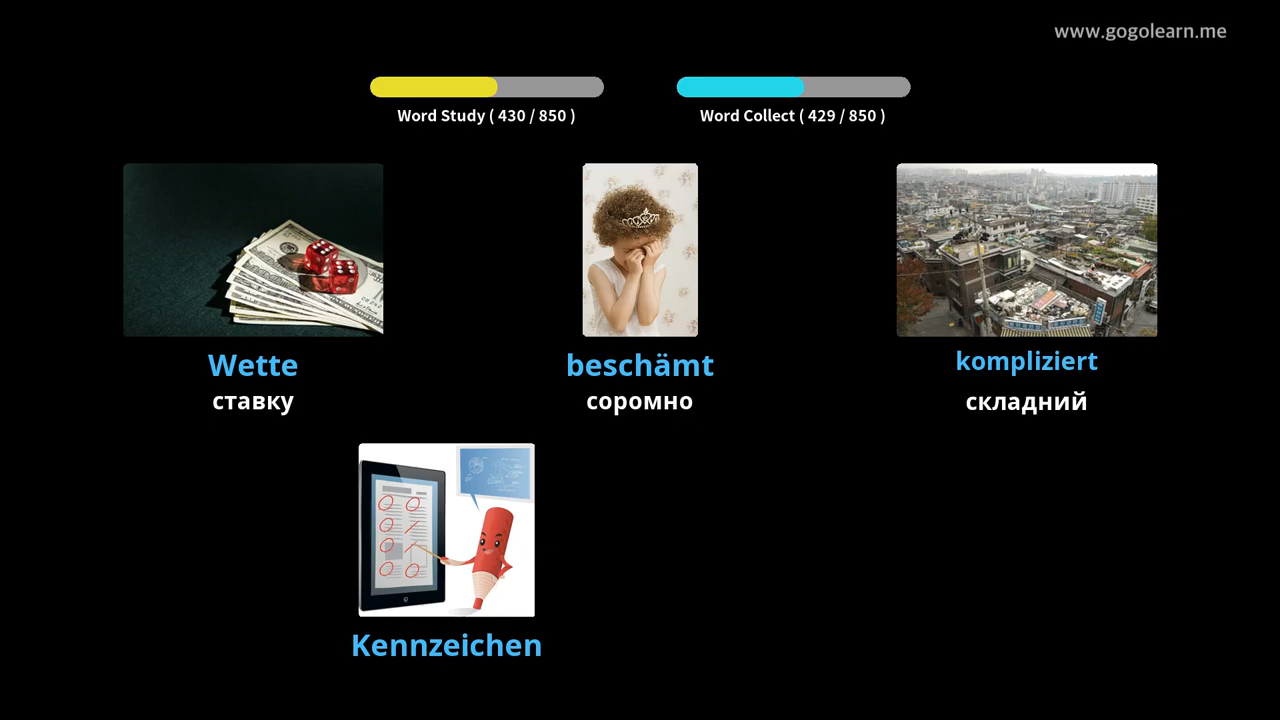 www.gogolearn.me
Word Study ( 430 / 850 )
Word Collect ( 429 / 850 )
Wette
ставку
beschämt
соромно
kompliziert
складний
Kennzeichen